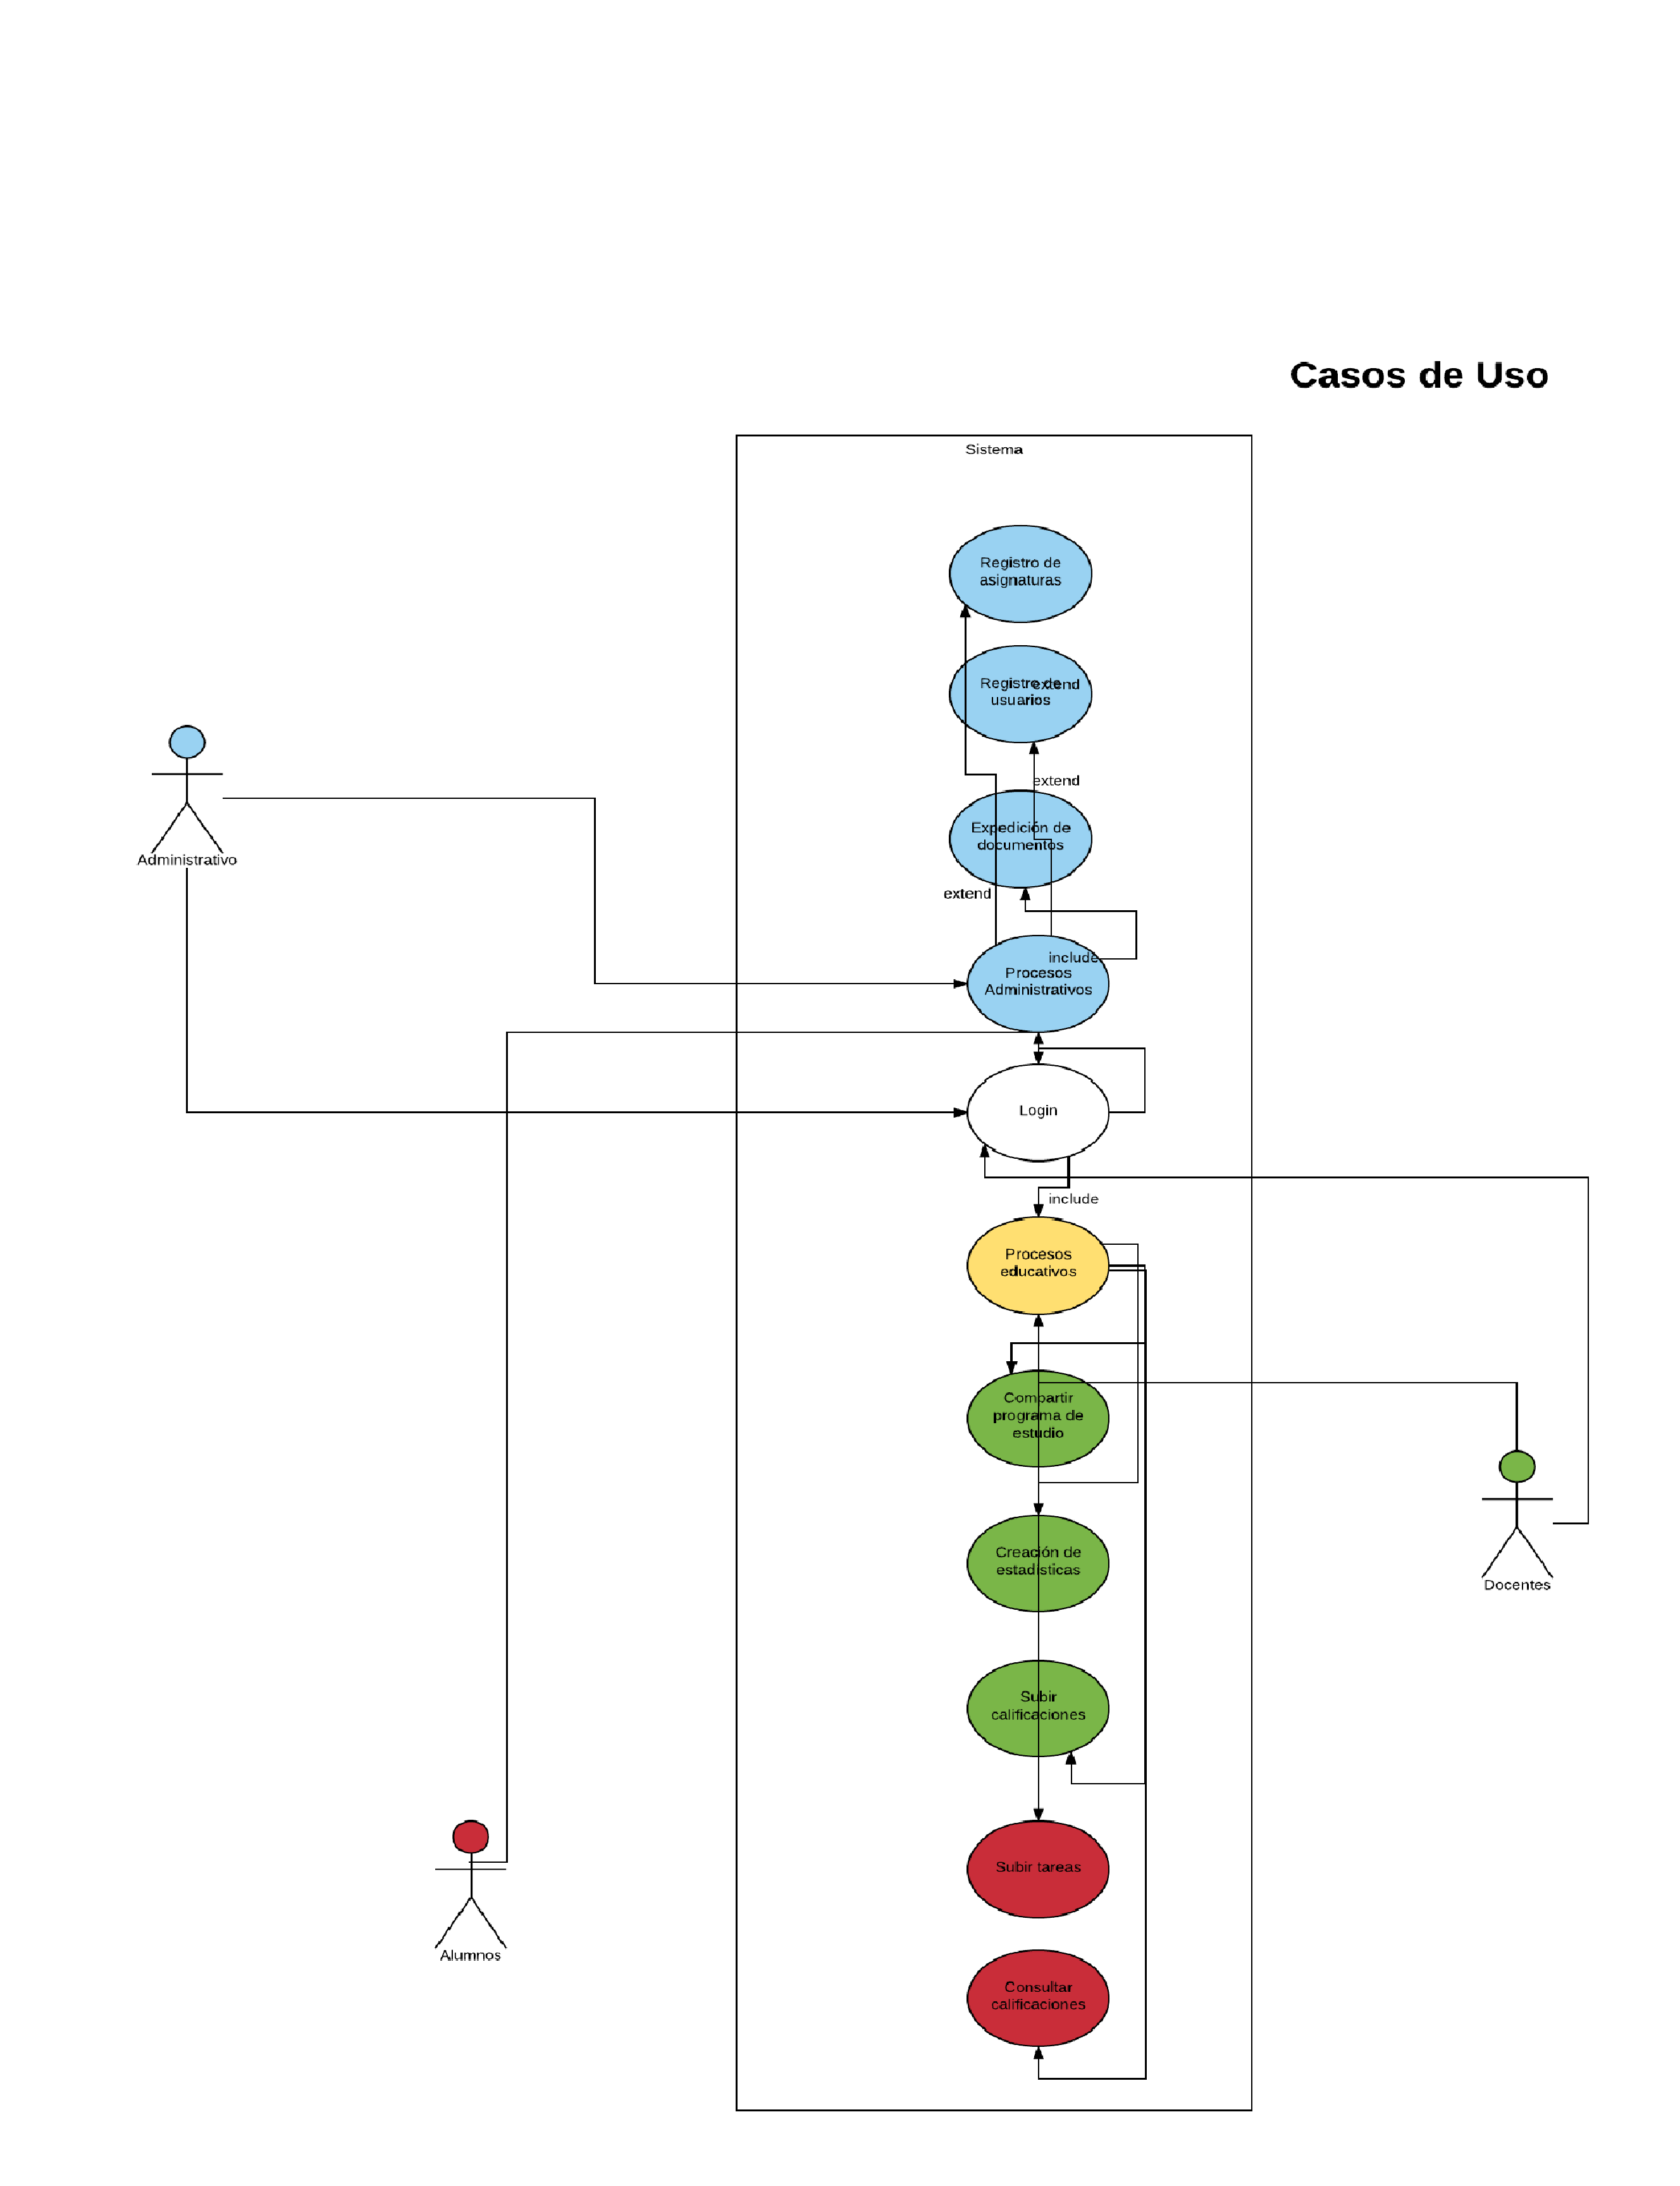 Casos de Uso
Sistema
Registro de
asignaturas
Registro de
extend
usuarios
extend
Expedición de
documentos
Administrativo
extend
include
Procesos
Administrativos
Login
include
Procesos
educativos
Compartir
programa de
estudio
Creación de
estadísticas
Docentes
Subir
calificaciones
Subir tareas
Alumnos
Consultar
calificaciones